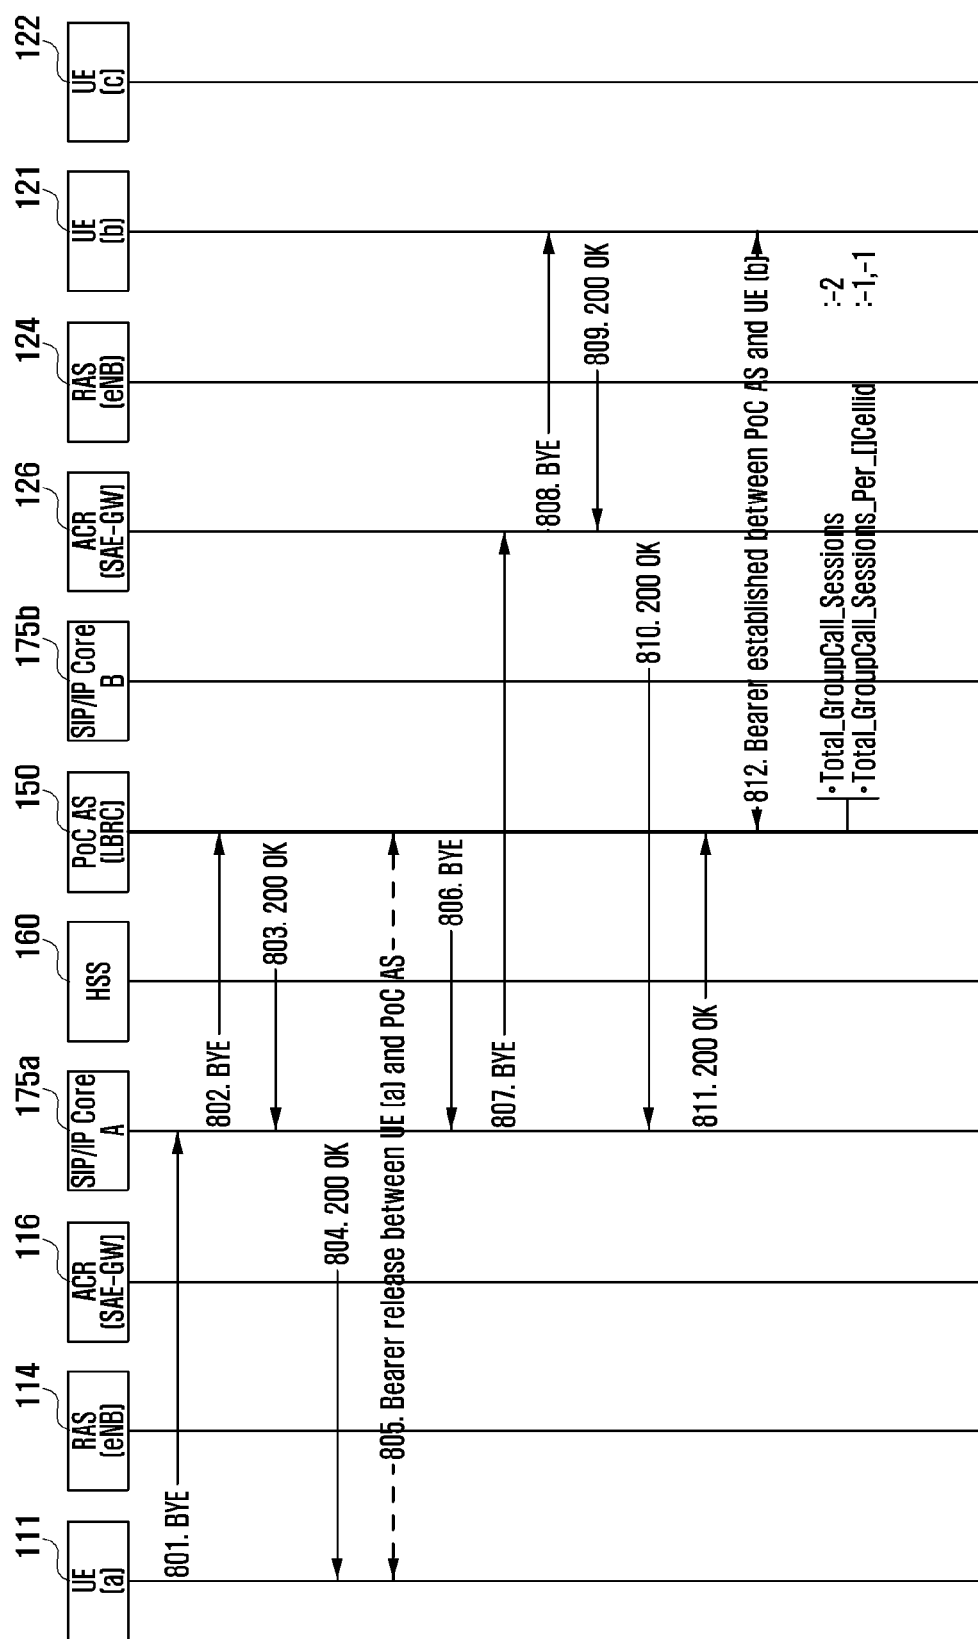 111
114
116
175a
160
150
175b
126
124
121
122
UE
(a)
RAS
(eNB)
ACR
(SAE-GW)
SIP/IP Core
A
HSS
PoC AS
(LBRC)
SIP/IP Core
B
ACR
(SAE-GW)
RAS
(eNB)
UE
(b)
UE
(c)
801. BYE
802. BYE
803. 200 OK
804. 200 OK
805. Bearer release between UE (a) and PoC AS
806. BYE
807. BYE
808. BYE
809. 200 OK
810. 200 OK
811. 200 OK
812. Bearer established between PoC AS and UE (b)
• Total_GroupCall_Sessions :-2
• Total_GroupCall_Sessions_Per_[]Cellid :-1,-1